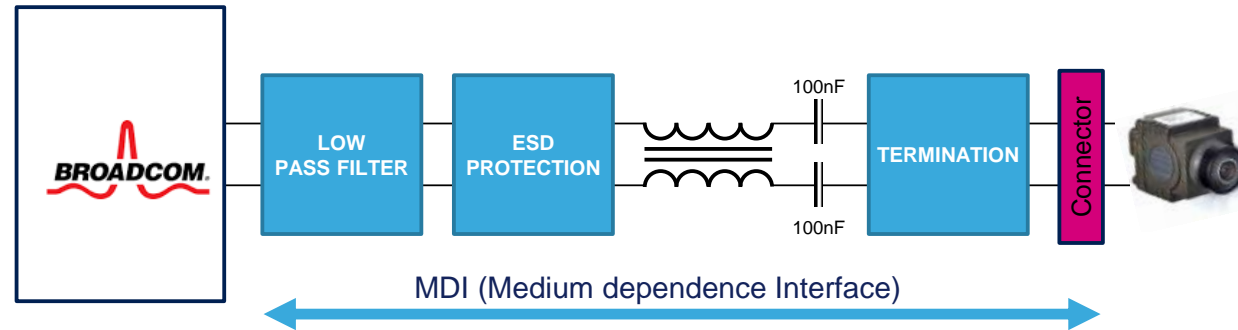 BROADCOM.
LOW
PASS FILTER
ESD
PROTECTION
100nF
100nF
TERMINATION
Connector
MDI (Medium dependence Interface)